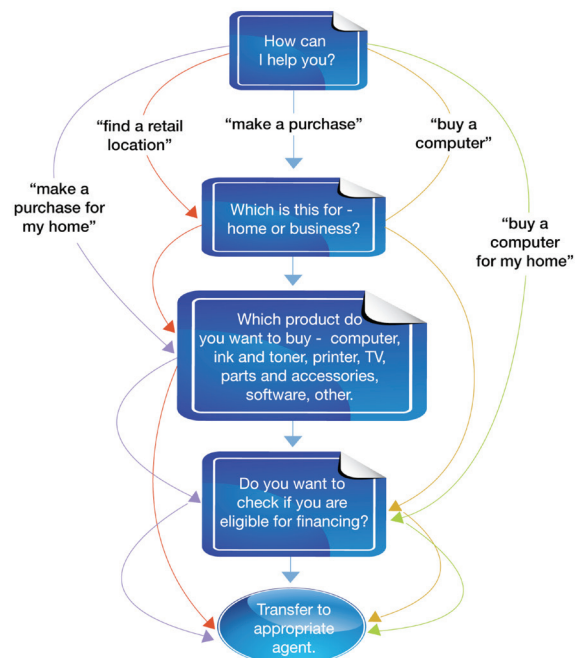 How can
I help you?
“find a retail
location”
“make a purchase”
“buy a
computer”
“make a
purchase for
my home”
Which is this for -
home or business?
“buy a
computer
for my home”
Which product do
you want to buy - computer,
ink and toner, printer, TV,
parts and accessories,
software, other.
Do you want to
check if you are
eligible for financing?
Transfer to
appropriate
agent.